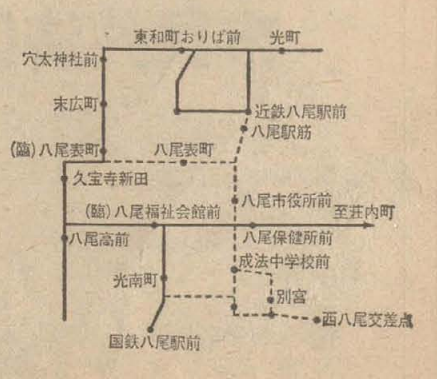 東和町おりば前
光町
穴太神社前
末広町
近鉄八尾駅前
八尾駅筋
(臨)八尾表町
八尾表町
久宝寺新田
八尾市役所前
(臨)八尾福祉会館前
至荘内町
八尾高前
八尾保健所前
成法中学校前
光南町
別宮
西八尾交差点
国鉄八尾駅前